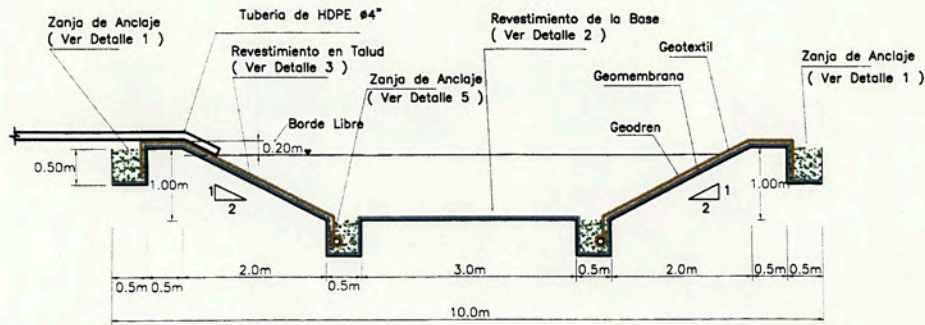 Zanja de Anclaje
( Ver Detalle 1 )
Tuberia de HDPE ø4"
Revestimiento en Talud
( Ver Detalle 3 )
Zanja de Anclaje
( Ver Detalle 5 )
Revestimiento de la Base
( Ver Detalle 2 )
Geotextil
Geomembrana
Geodren
Zanja de Anclaje
( Ver Detalle 1 )
Borde Libre
0.20m
0.50m
1.00m
1
2
1
2
1.00m
0.5m
0.5m
2.0m
0.5m
3.0m
0.5m
2.0m
0.5m
0.5m
10.0m